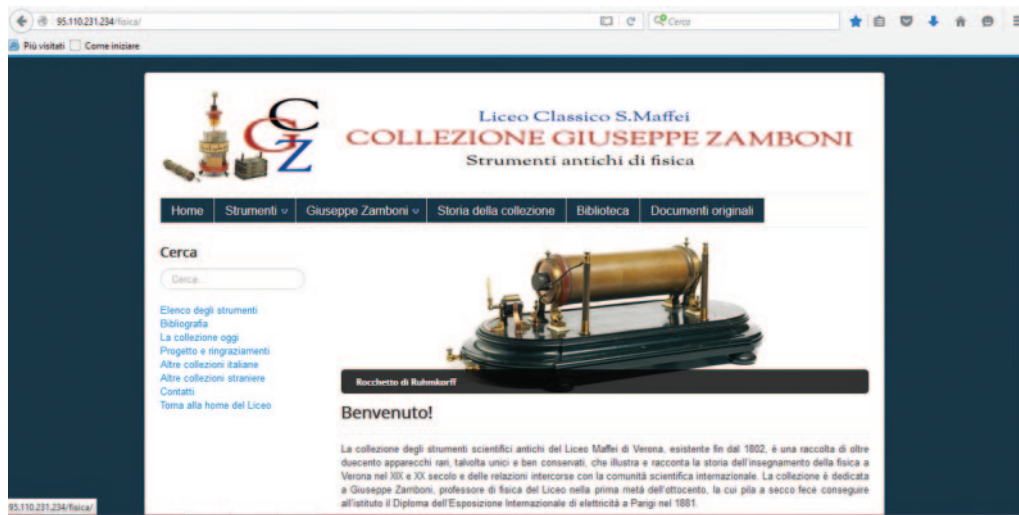 95.110.231.234/fisica/
Cerca
Più visitati
Come iniziare
CGZ
Liceo Classico S.Maffei
COLLEZIONE GIUSEPPE ZAMBONI
Strumenti antichi di fisica
Home
Strumenti
Giuseppe Zamboni
Storia della collezione
Biblioteca
Documenti originali
Cerca
Cerca...
Elenco degli strumenti
Bibliografia
La collezione oggi
Progetto e ringraziamenti
Altre collezioni italiane
Altre collezioni straniere
Contatti
Torna alla home del Liceo
Rocchetto di Ruhmkorff
Benvenuto!
La collezione degli strumenti scientifici antichi del Liceo Maffei di Verona, esistente fin dal 1802, è una raccolta di oltre
duecento apparecchi rari, talvolta unici e ben conservati, che illustra e racconta la storia dell'insegnamento della fisica a
Verona nel XIX e XX secolo e delle relazioni intercorse con la comunità scientifica internazionale. La collezione è dedicata
a Giuseppe Zamboni, professore di fisica del Liceo nella prima metà dell'ottocento, la cui pila a secco fece conseguire
all'istituto il Diploma dell'Esposizione Internazionale di elettricità a Parigi nel 1881.
95.110.231.234/fisica/